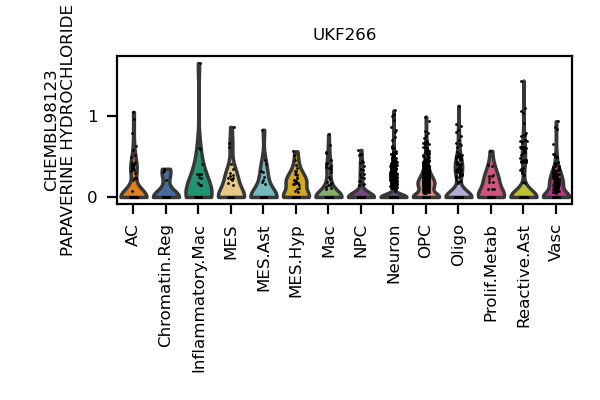 UKF266
CHEMBL98123
PAPAVERINE HYDROCHLORIDE
1
0
AC
Chromatin.Reg
Inflammatory.Mac
MES
MES.Ast
MES.Hyp
Mac
NPC
Neuron
OPC
Oligo
Prolif.Metab
Reactive.Ast
Vasc